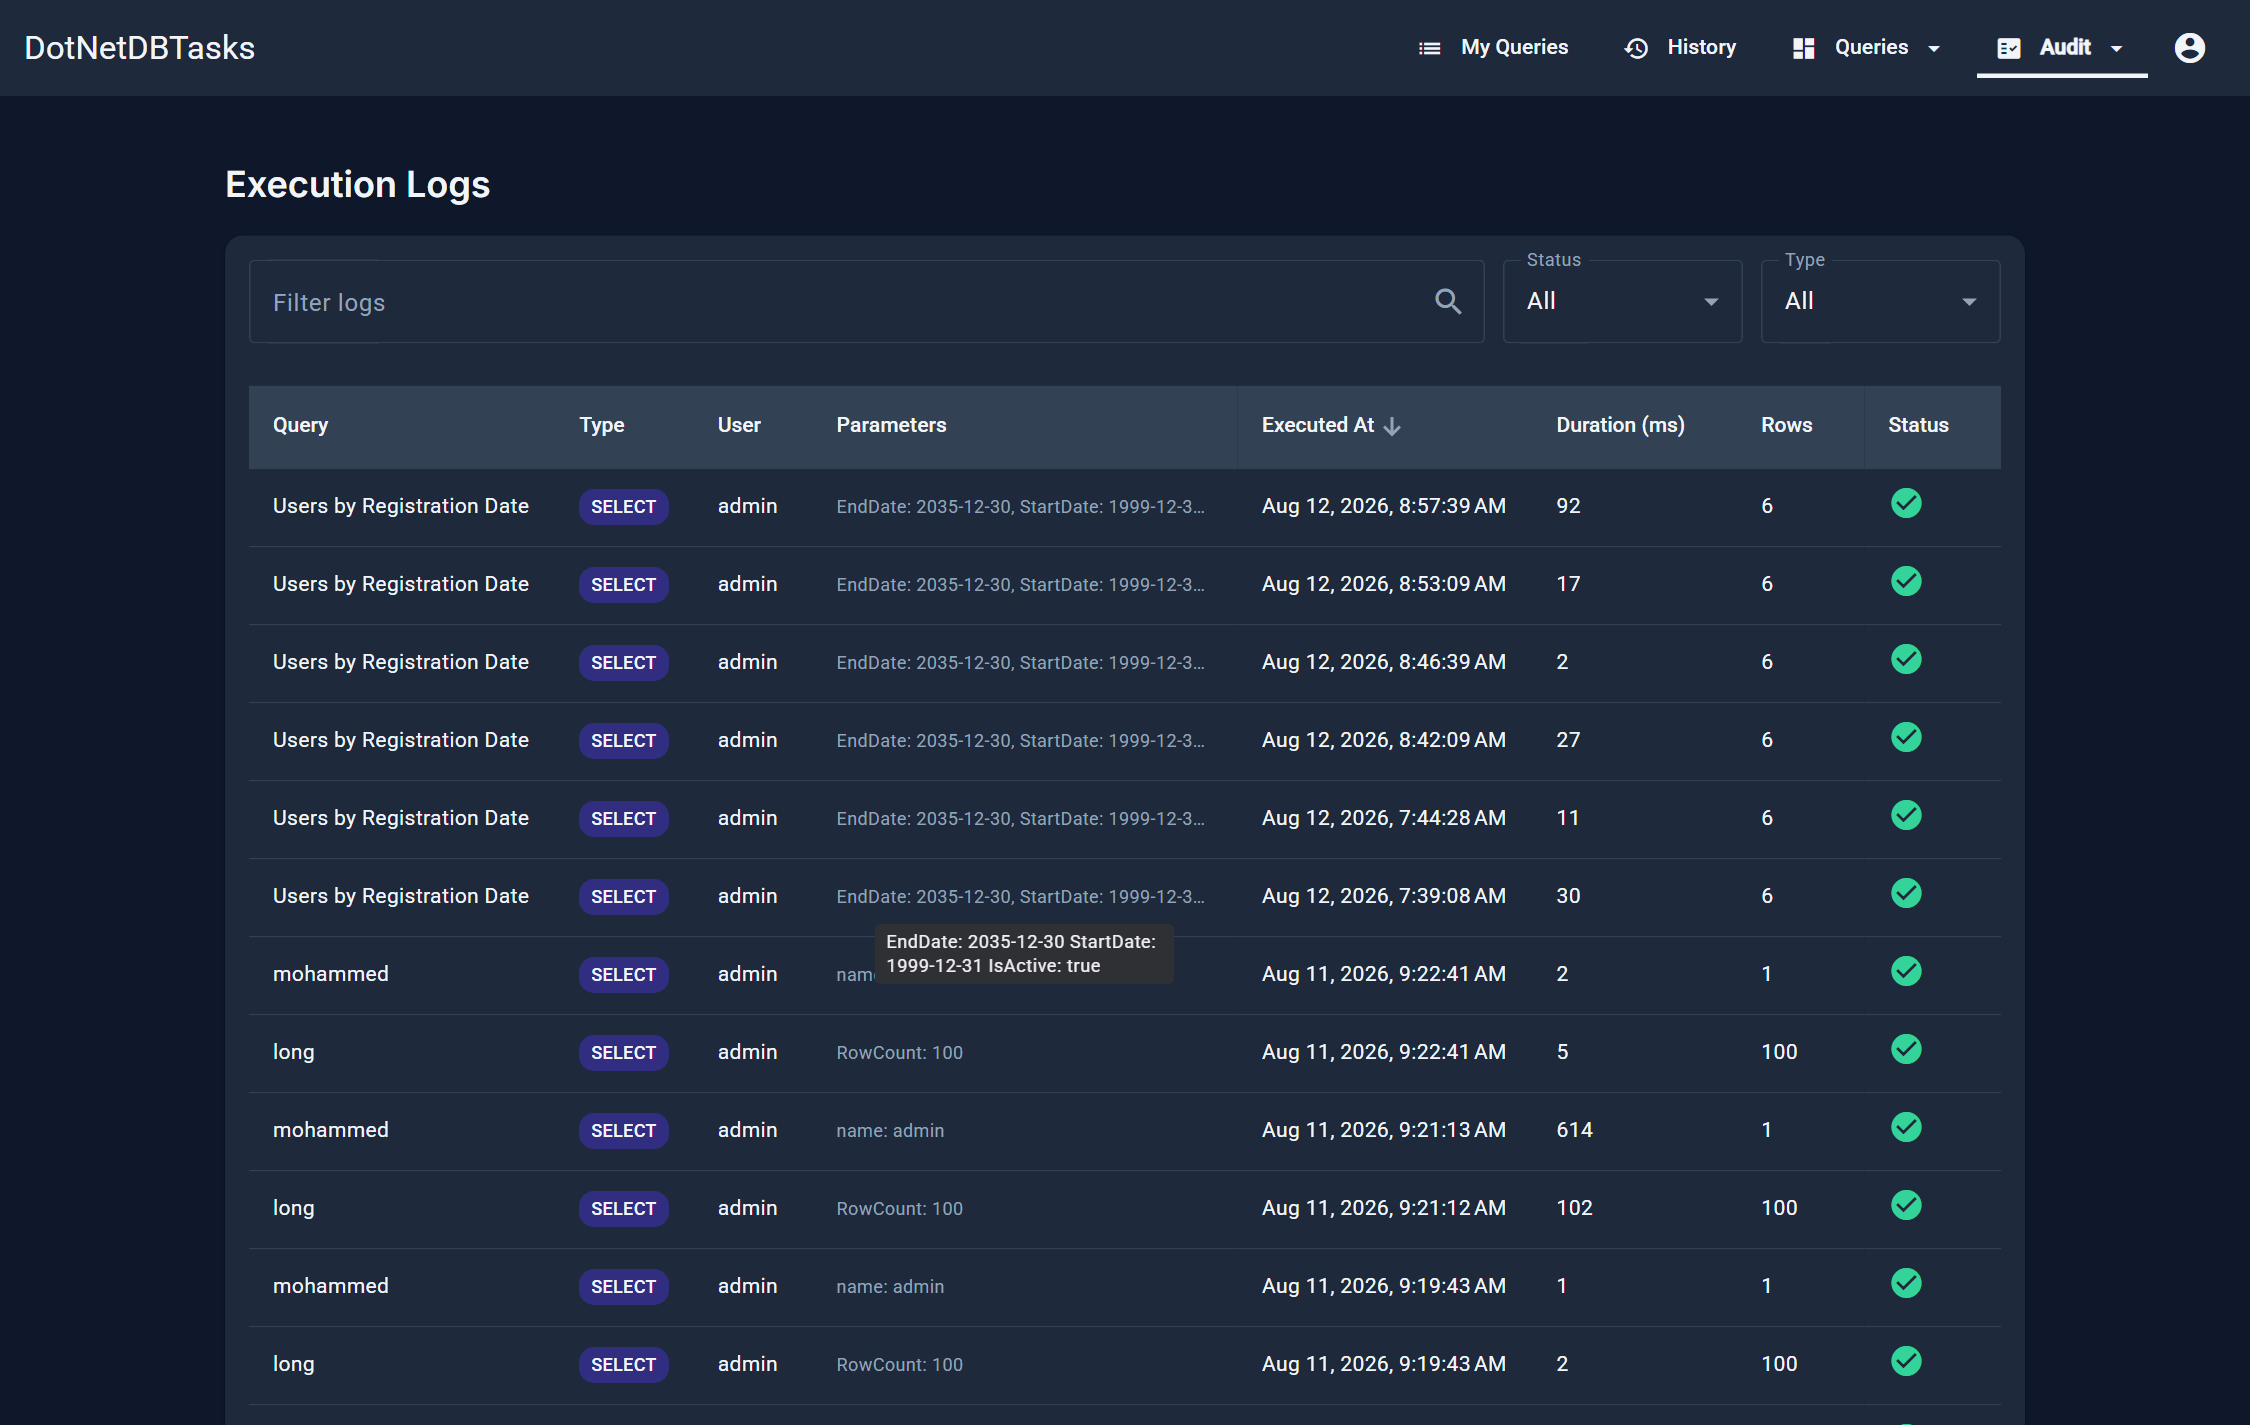 DotNetDBTasks
My Queries
History
Queries
Audit
Execution Logs
Filter logs
Status
All
Type
All
Query Type User Parameters Executed At Duration (ms) Rows Status
Users by Registration Date SELECT admin EndDate: 2035-12-30, StartDate: 1999-12-3... Aug 12, 2026, 8:57:39 AM 92 6
Users by Registration Date SELECT admin EndDate: 2035-12-30, StartDate: 1999-12-3... Aug 12, 2026, 8:53:09 AM 17 6
Users by Registration Date SELECT admin EndDate: 2035-12-30, StartDate: 1999-12-3... Aug 12, 2026, 8:46:39 AM 2 6
Users by Registration Date SELECT admin EndDate: 2035-12-30, StartDate: 1999-12-3... Aug 12, 2026, 8:42:09 AM 27 6
Users by Registration Date SELECT admin EndDate: 2035-12-30, StartDate: 1999-12-3... Aug 12, 2026, 7:44:28 AM 11 6
Users by Registration Date SELECT admin EndDate: 2035-12-30, StartDate: 1999-12-3... Aug 12, 2026, 7:39:08 AM 30 6
EndDate: 2035-12-30 StartDate:
1999-12-31 IsActive: true
mohammed SELECT admin name Aug 11, 2026, 9:22:41 AM 2 1
long SELECT admin RowCount: 100 Aug 11, 2026, 9:22:41 AM 5 100
mohammed SELECT admin name: admin Aug 11, 2026, 9:21:13 AM 614 1
long SELECT admin RowCount: 100 Aug 11, 2026, 9:21:12 AM 102 100
mohammed SELECT admin name: admin Aug 11, 2026, 9:19:43 AM 1 1
long SELECT admin RowCount: 100 Aug 11, 2026, 9:19:43 AM 2 100